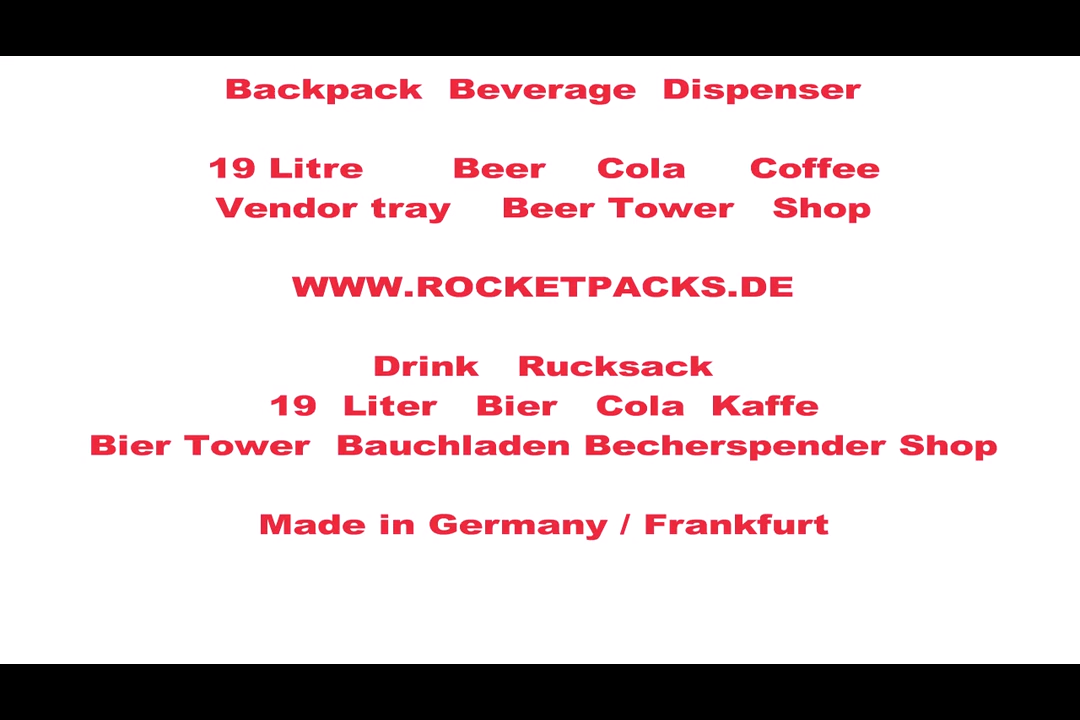 Backpack Beverage Dispenser
19 Litre Beer Cola Coffee
Vendor tray Beer Tower Shop
WWW.ROCKETPACKS.DE
Drink Rucksack
19 Liter Bier Cola Kaffe
Bier Tower Bauchladen Becherspender Shop
Made in Germany / Frankfurt